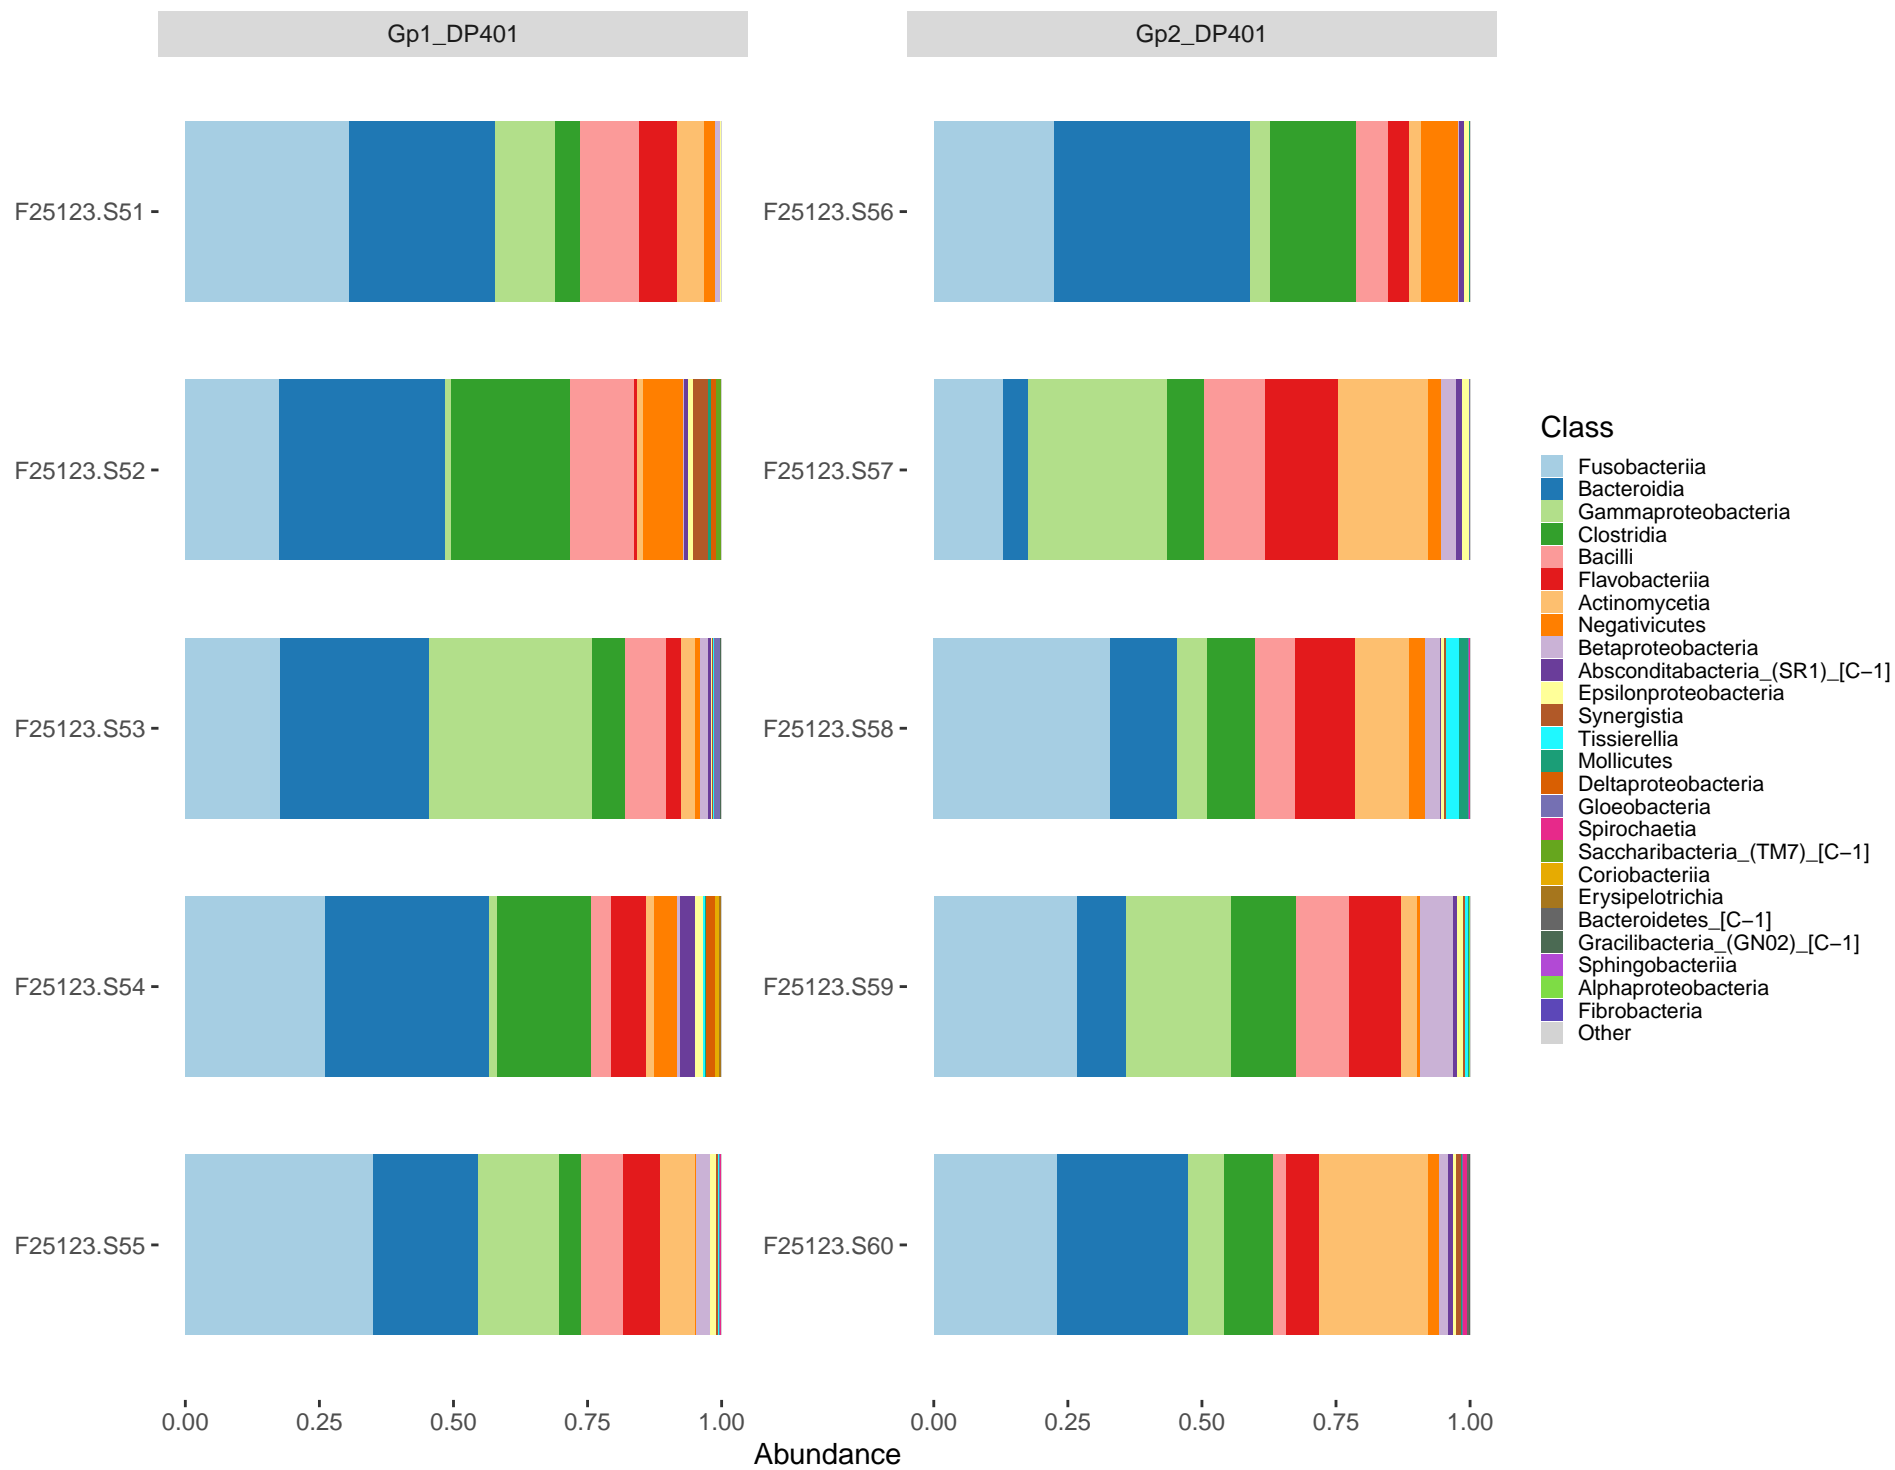 Gp1_DP401
Gp2_DP401
F25123.S51
F25123.S52
F25123.S53
F25123.S54
F25123.S55
F25123.S56
F25123.S57
F25123.S58
F25123.S59
F25123.S60
0.00 0.25 0.50 0.75 1.00
0.00 0.25 0.50 0.75 1.00
Abundance
Class
Fusobacteriia
Bacteroidia
Gammaproteobacteria
Clostridia
Bacilli
Flavobacteriia
Actinomycetia
Negativicutes
Betaproteobacteria
Absconditabacteria_(SR1)_[C−1]
Epsilonproteobacteria
Synergistia
Tissierellia
Mollicutes
Deltaproteobacteria
Gloeobacteria
Spirochaetia
Saccharibacteria_(TM7)_[C−1]
Coriobacteriia
Erysipelotrichia
Bacteroidetes_[C−1]
Gracilibacteria_(GN02)_[C−1]
Sphingobacteriia
Alphaproteobacteria
Fibrobacteria
Other